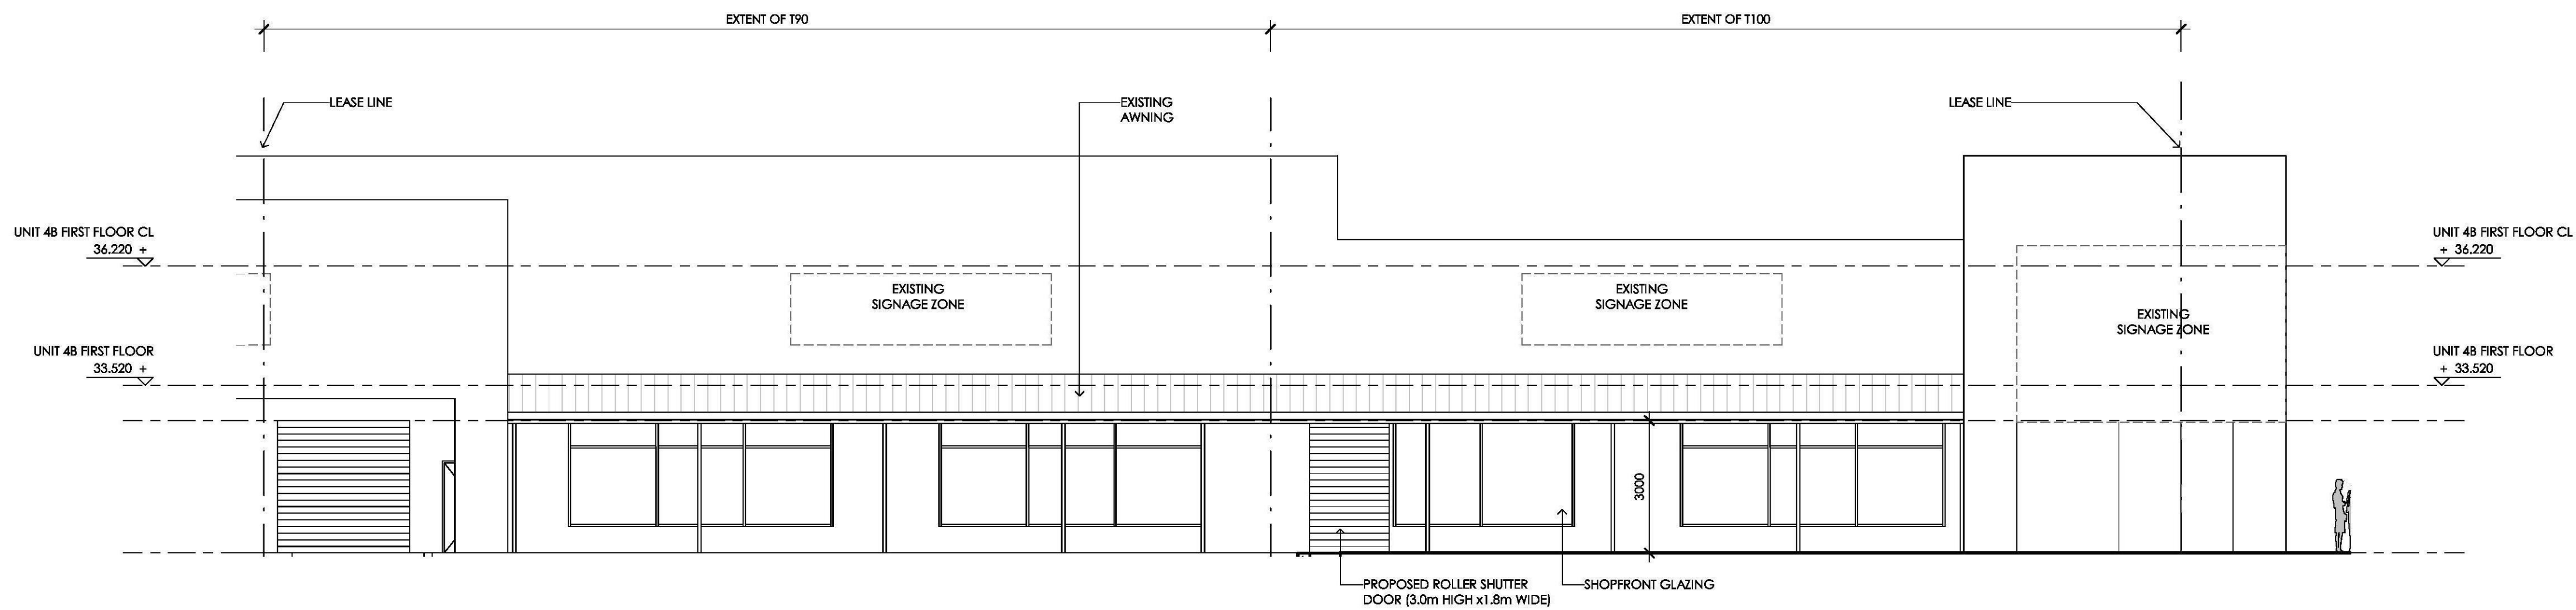 EXTENT OF T90
EXTENT OF T100
LEASE LINE
EXISTING
AWNING
LEASE LINE
UNIT 4B FIRST FLOOR CL
36.220 +
UNIT 4B FIRST FLOOR CL
+ 36.220
EXISTING
SIGNAGE ZONE
EXISTING
SIGNAGE ZONE
EXISTING
SIGNAGE ZONE
UNIT 4B FIRST FLOOR
33.520 +
UNIT 4B FIRST FLOOR
+ 33.520
3000
PROPOSED ROLLER SHUTTER
DOOR (3.0m HIGH x1.8m WIDE)
SHOPFRONT GLAZING